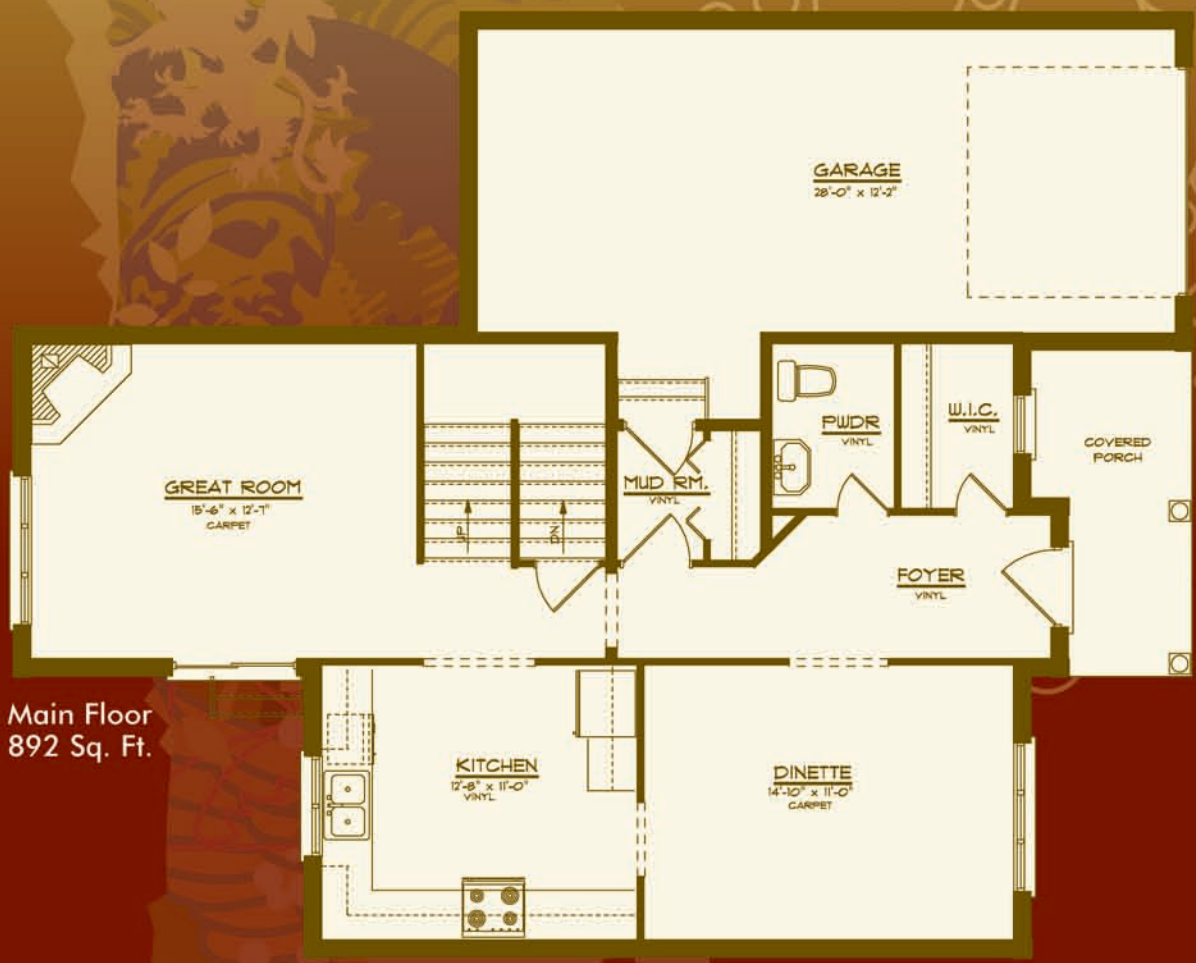 GARAGE
28'-0" x 12'-2"
PWDR
VINYL
W.I.C.
VINYL
COVERED
PORCH
GREAT ROOM
15'-6" x 12'-7"
CARPET
UP
DN
MUD RM.
VINYL
FOYER
VINYL
Main Floor
892 Sq. Ft.
KITCHEN
12'-8" x 11'-0"
VINYL
DINETTE
14'-10" x 11'-0"
CARPET